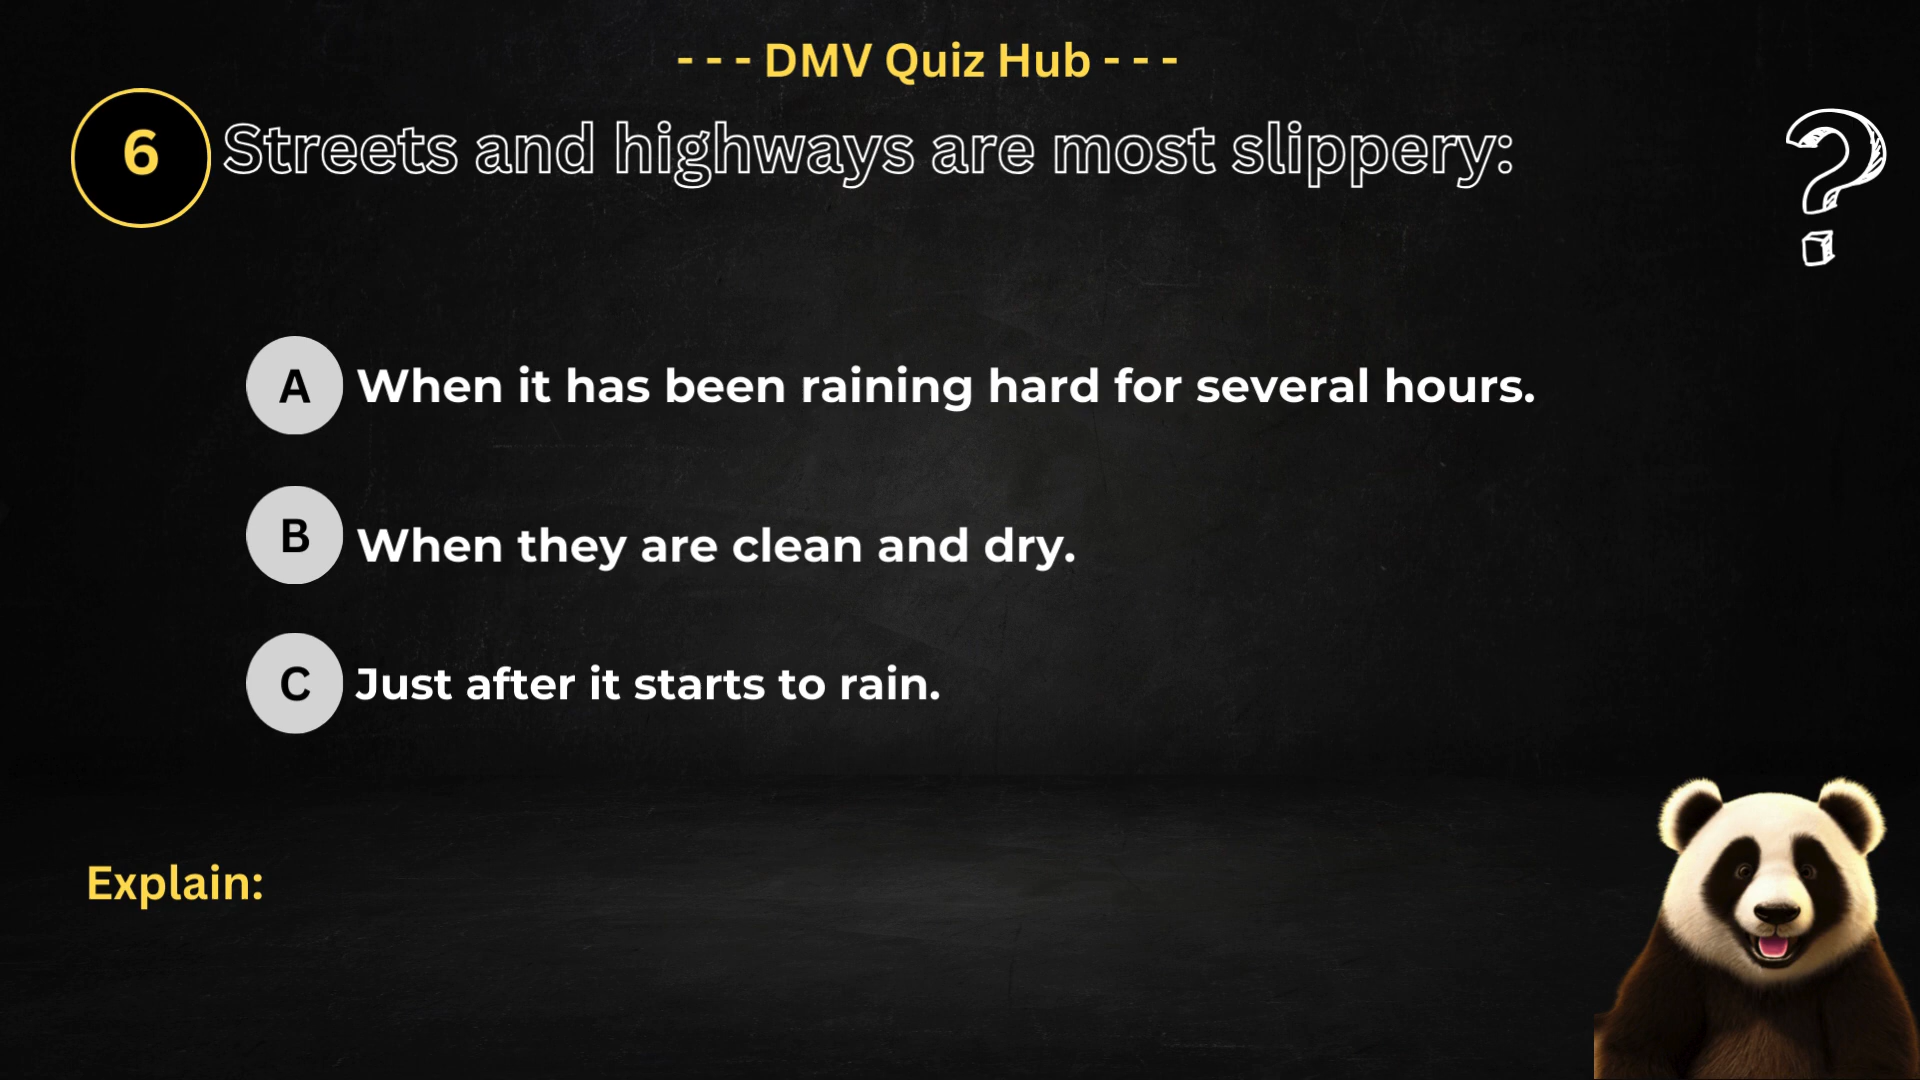 - - - DMV Quiz Hub - - -
6
Streets and highways are most slippery:
A When it has been raining hard for several hours.
B When they are clean and dry.
C Just after it starts to rain.
Explain: